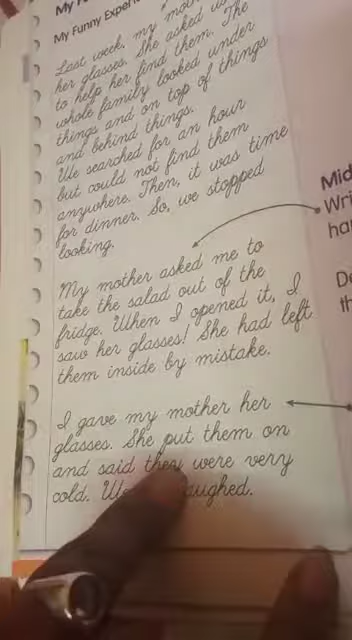 My
My Funny
Last week, my
her glasses. She asked us
to help her find them. The
whole family looked under
things and on top of things
and behind things.
We searched for an hour
but could not find them
anywhere. Then, it was time
for dinner. So, we stopped
looking.
My mother asked me to
take the salad out of the
fridge. When I opened it, I
saw her glasses! She had left
them inside by mistake.
I gave my mother her
glasses. She put them on
and said they were very
cold. We laughed.
Mid
Wri
ha
De
th